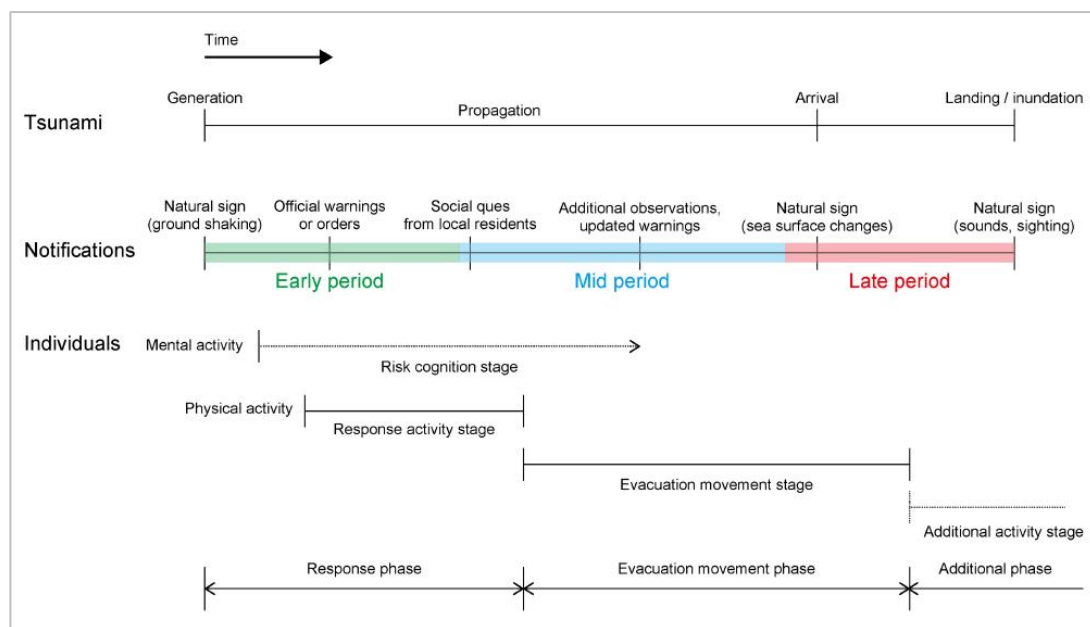 Time
Generation
Arrival
Landing / inundation
Tsunami
Propagation
Natural sign
(ground shaking)
Official warnings
or orders
Social ques
from local residents
Additional observations,
updated warnings
Natural sign
(sea surface changes)
Natural sign
(sounds, sighting)
Notifications
Early period
Mid period
Late period
Individuals
Mental activity
Risk cognition stage
Physical activity
Response activity stage
Evacuation movement stage
Additional activity stage
Response phase
Evacuation movement phase
Additional phase